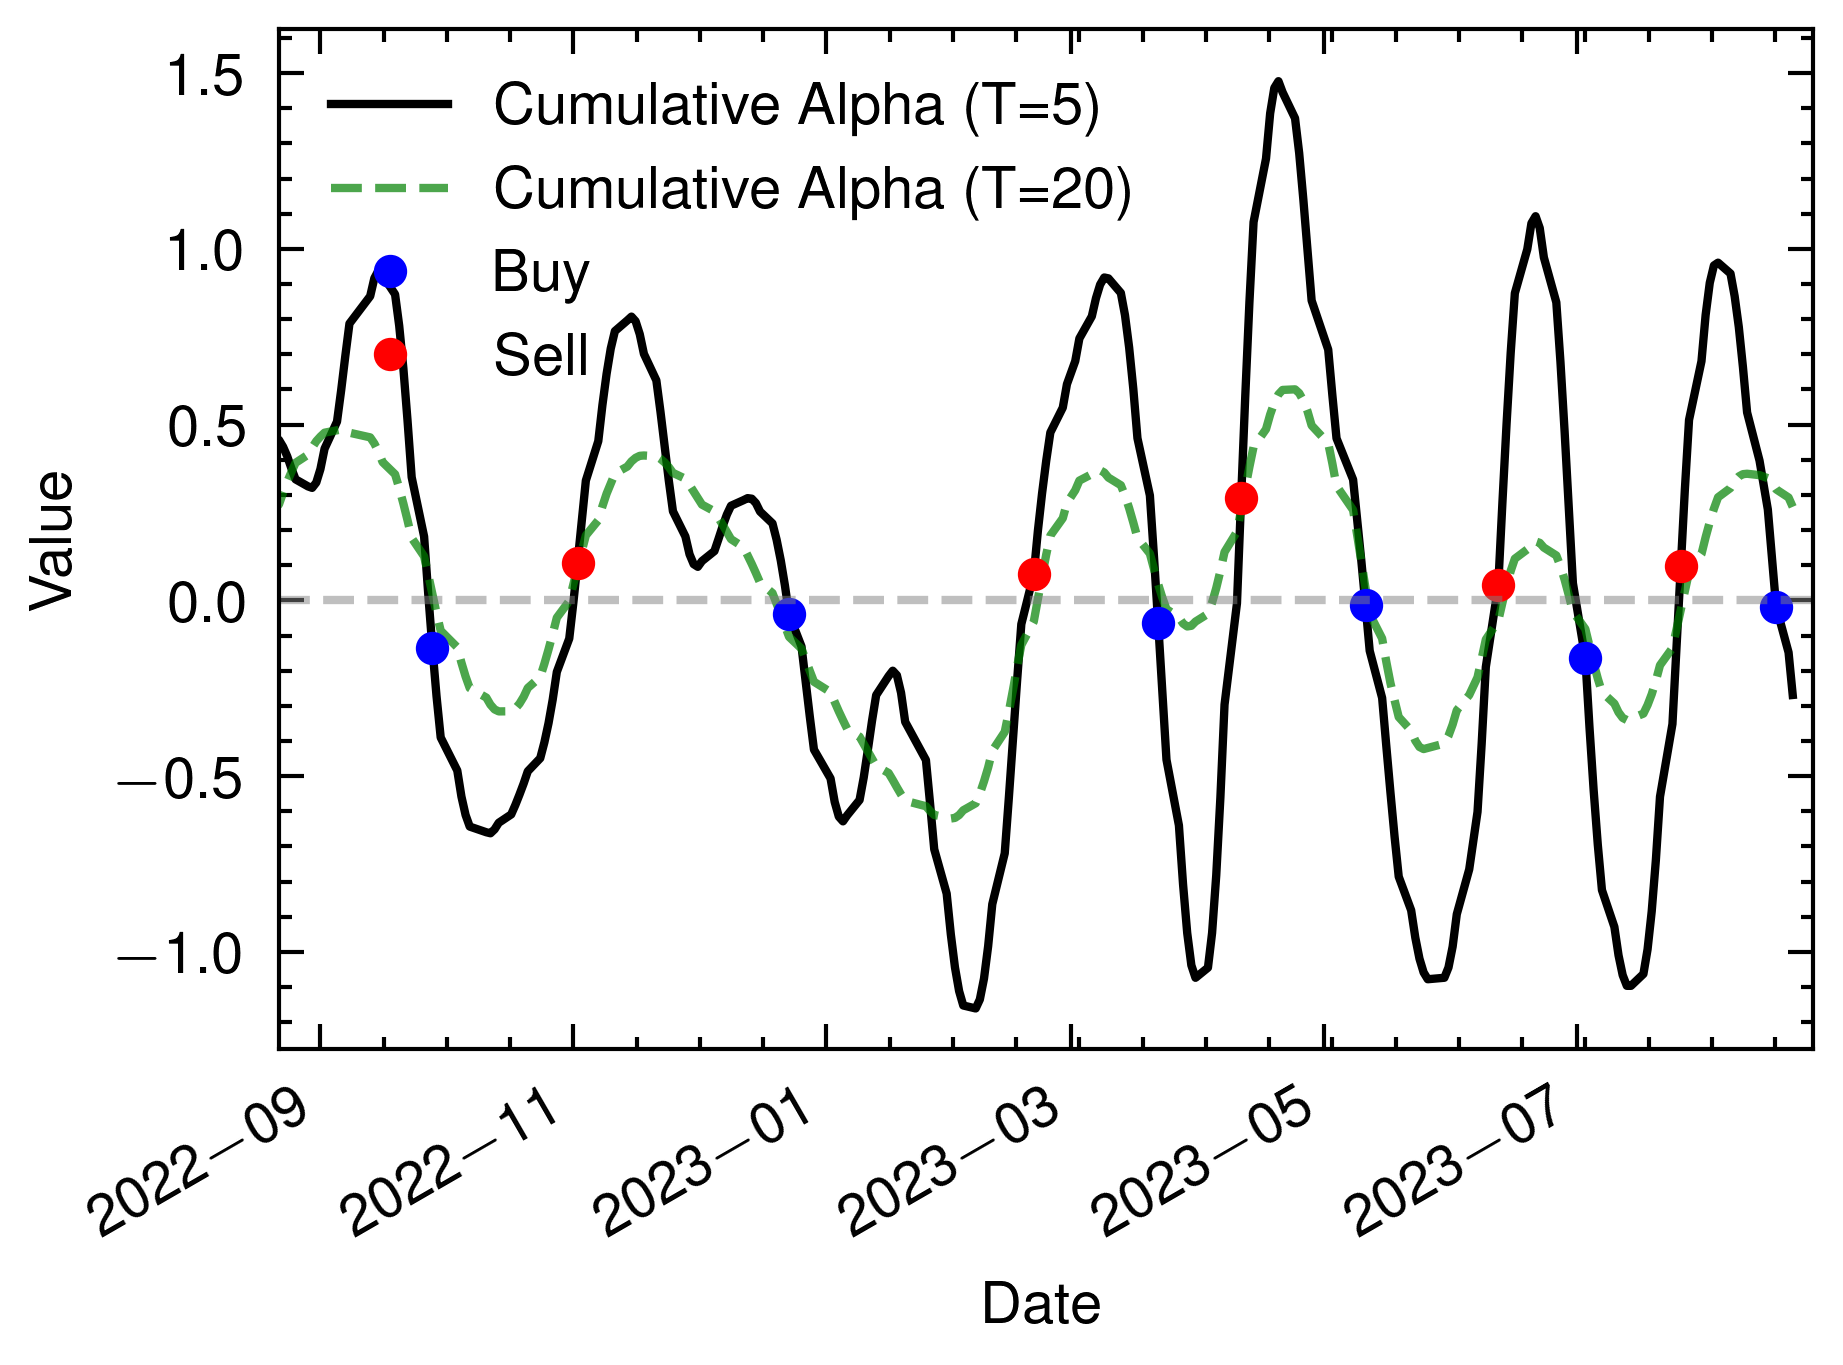 Cumulative Alpha (T=5)
Cumulative Alpha (T=20)
Buy
Sell
1.5
1.0
0.5
0.0
−0.5
−1.0
Value
2022−09
2022−11
2023−01
2023−03
2023−05
2023−07
Date